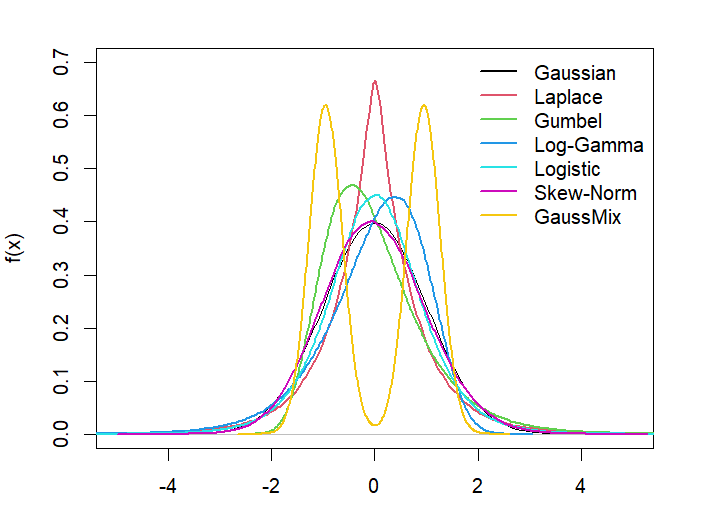 Gaussian
Laplace
Gumbel
Log-Gamma
Logistic
Skew-Norm
GaussMix
f(x)
0.7
0.6
0.5
0.4
0.3
0.2
0.1
0.0
-4 -2 0 2 4